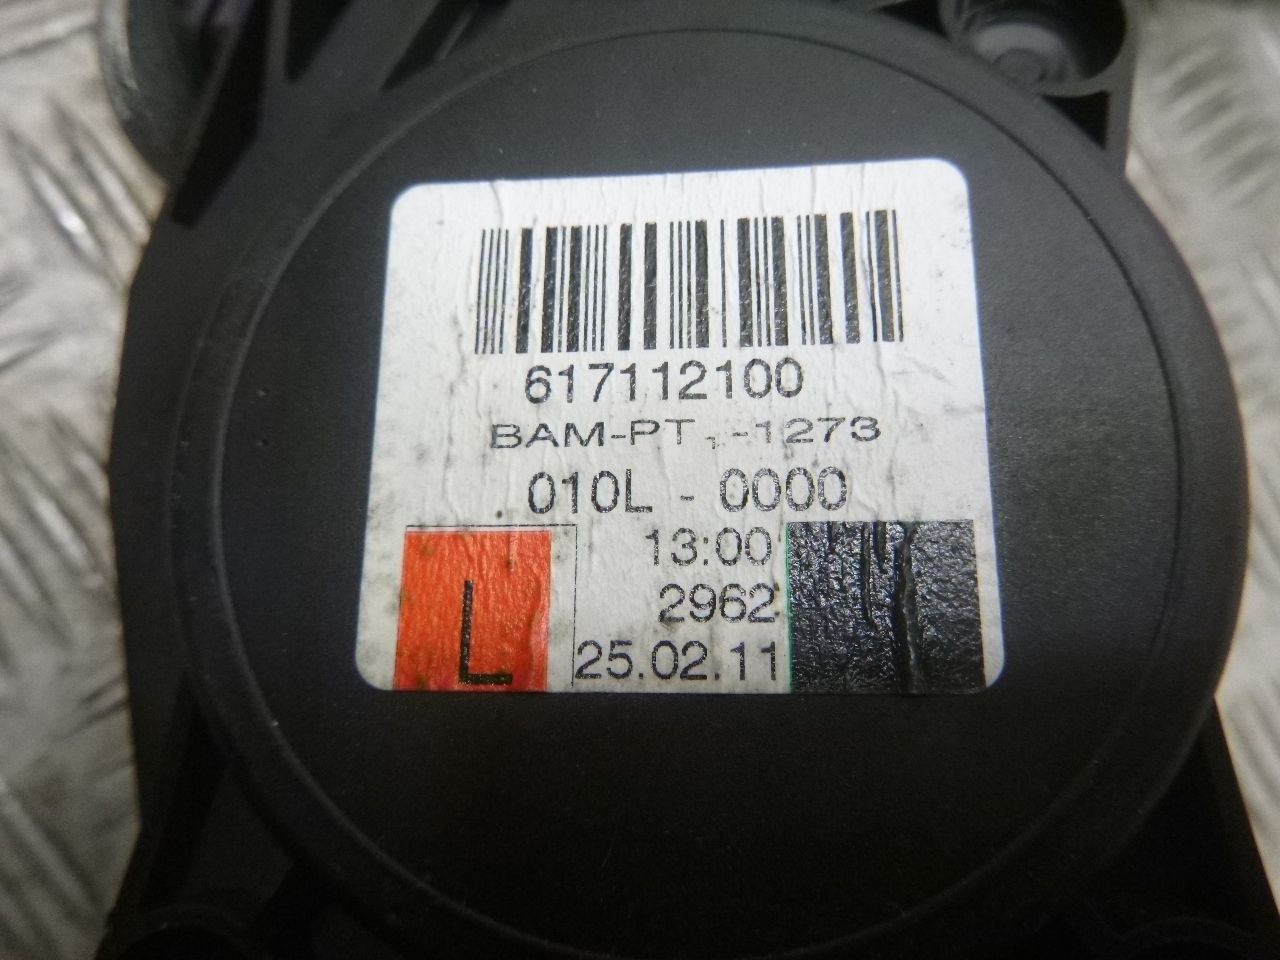 617112100
BAM-PT1-1273
010L - 0000
13:00
2962
L
25.02.11